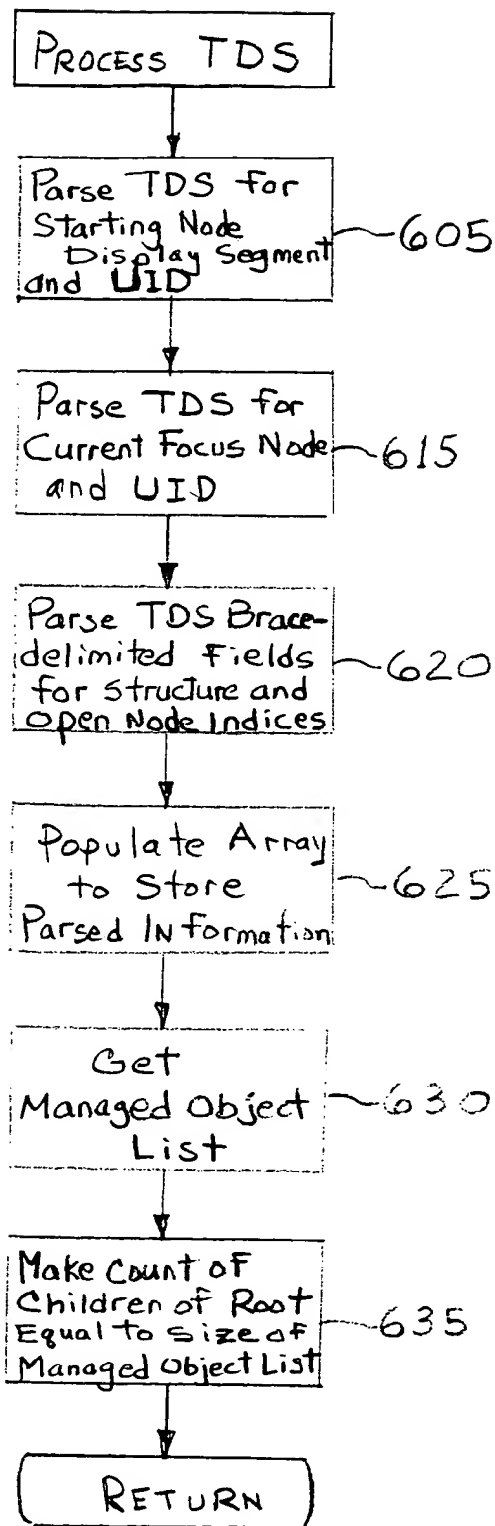 PROCESS TDS
Parse TDS for
Starting Node
Display Segment
and UID
605
Parse TDS for
Current Focus Node
and UID
615
Parse TDS Brace-
delimited Fields
for Structure and
Open Node Indices
620
Populate Array
to Store
Parsed INformation
625
Get
Managed Object
List
630
Make Count of
Children of Root
Equal to Size of
Managed Object List
635
RETURN